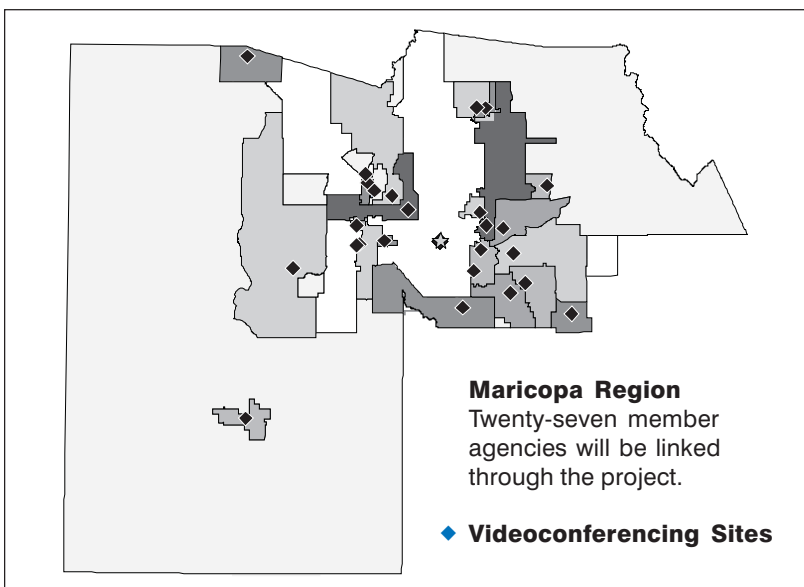 Maricopa Region
Twenty-seven member
agencies will be linked
through the project.
Videoconferencing Sites